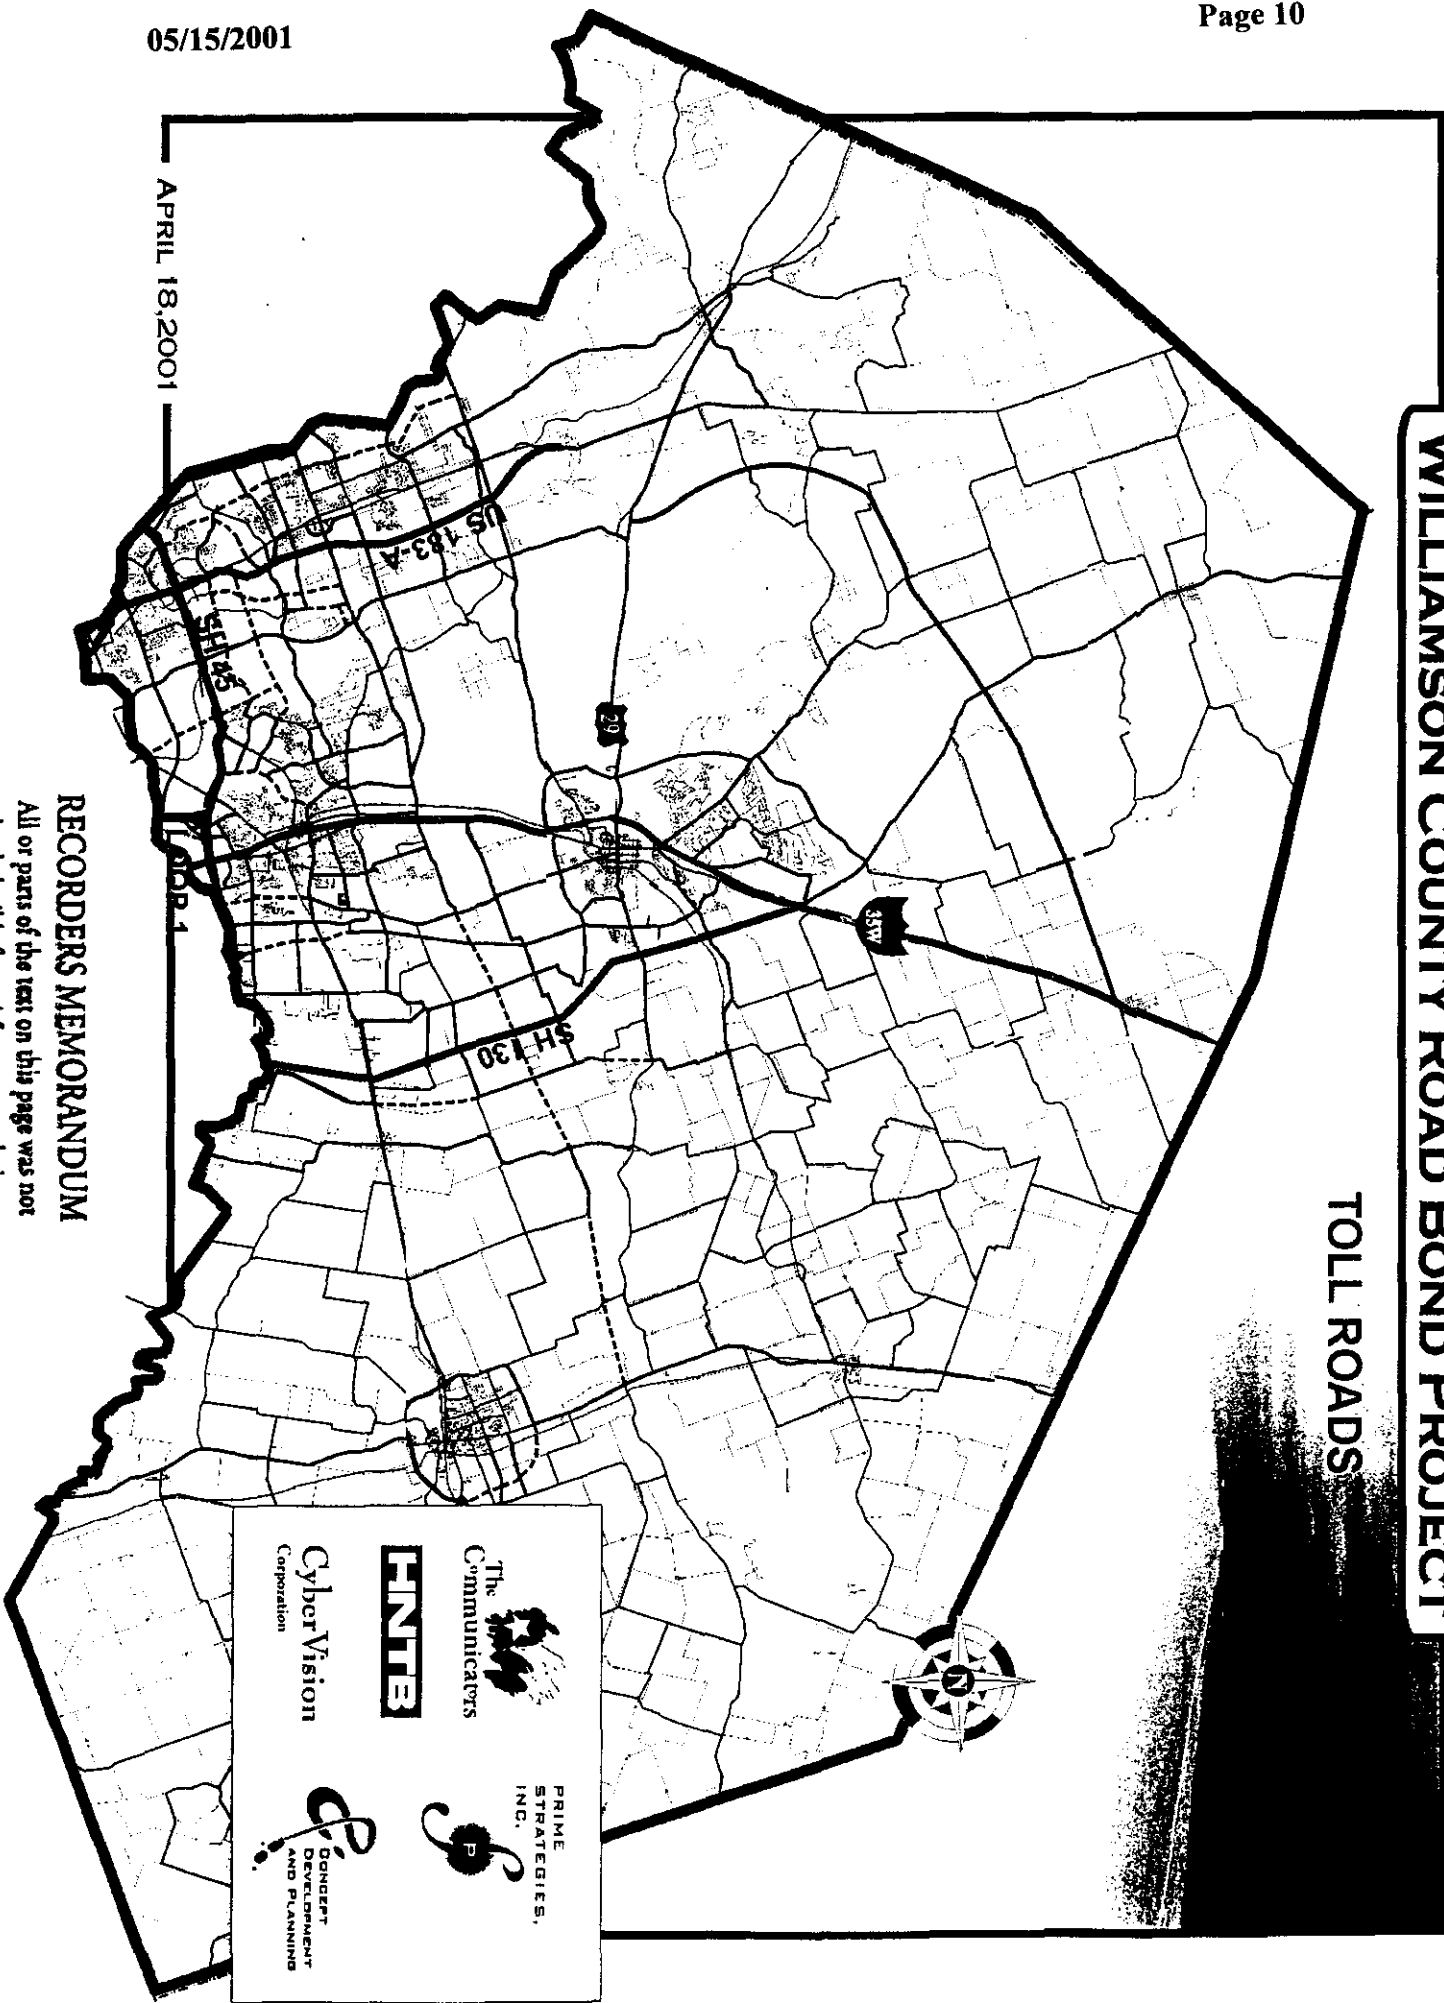 05/15/2001
Page 10
WILLIAMSON COUNTY ROAD BOND PROJECT
TOLL ROADS
35W
29
US 183-A
SH 45
LOOP 1
SH 130
N
The
Communicators
PRIME
STRATEGIES,
INC.
P
HNTB
CyberVision
Corporation
CONCEPT
DEVELOPMENT
AND PLANNING
APRIL 18,2001
RECORDERS MEMORANDUM
All or parts of the text on this page was not